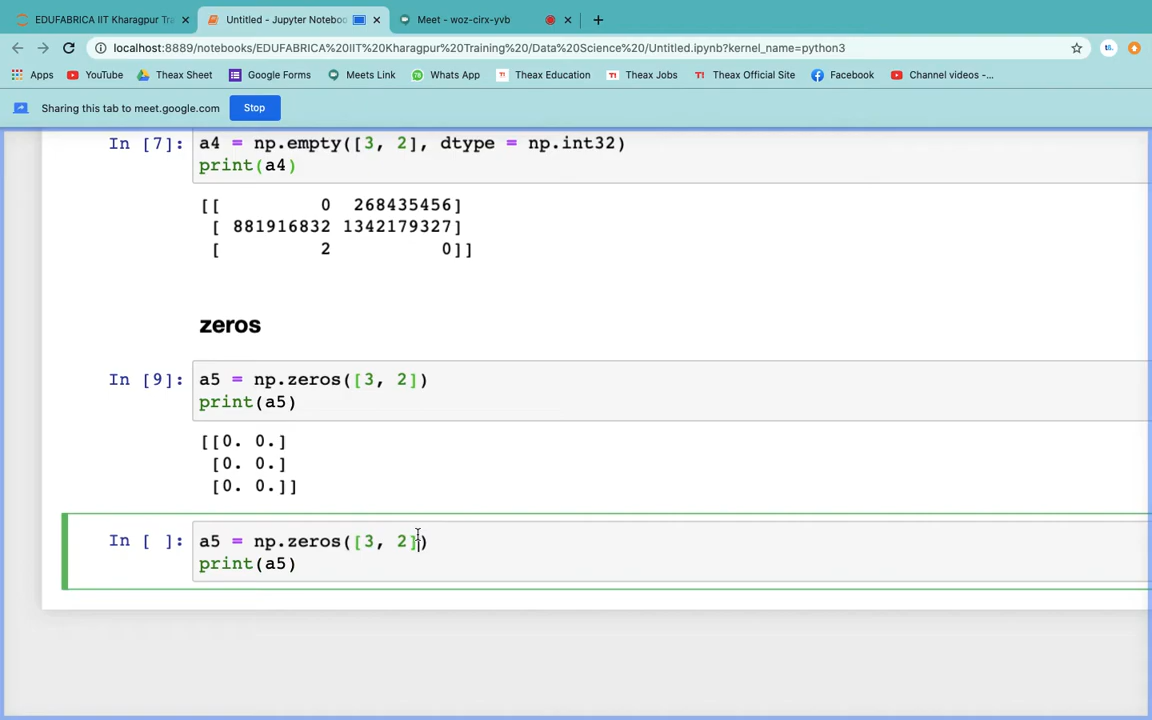 EDUFABRICA IIT Kharagpur Tra
Untitled - Jupyter Noteboo
Meet - woz-cirx-yvb
localhost:8889/notebooks/EDUFABRICA%20IIT%20Kharagpur%20Training%20/Data%20Science%20/Untitled.ipynb?kernel_name=python3
Apps
YouTube
Theax Sheet
Google Forms
Meets Link
Whats App
Theax Education
Theax Jobs
Theax Official Site
Facebook
Channel videos -...
Sharing this tab to meet.google.com
Stop
In [7]: a4 = np.empty([3, 2], dtype = np.int32)
print(a4)
[[         0  268435456]
 [ 881916832 1342179327]
 [         2          0]]
zeros
In [9]: a5 = np.zeros([3, 2])
print(a5)
[[0. 0.]
 [0. 0.]
 [0. 0.]]
In [ ]: a5 = np.zeros([3, 2])
print(a5)